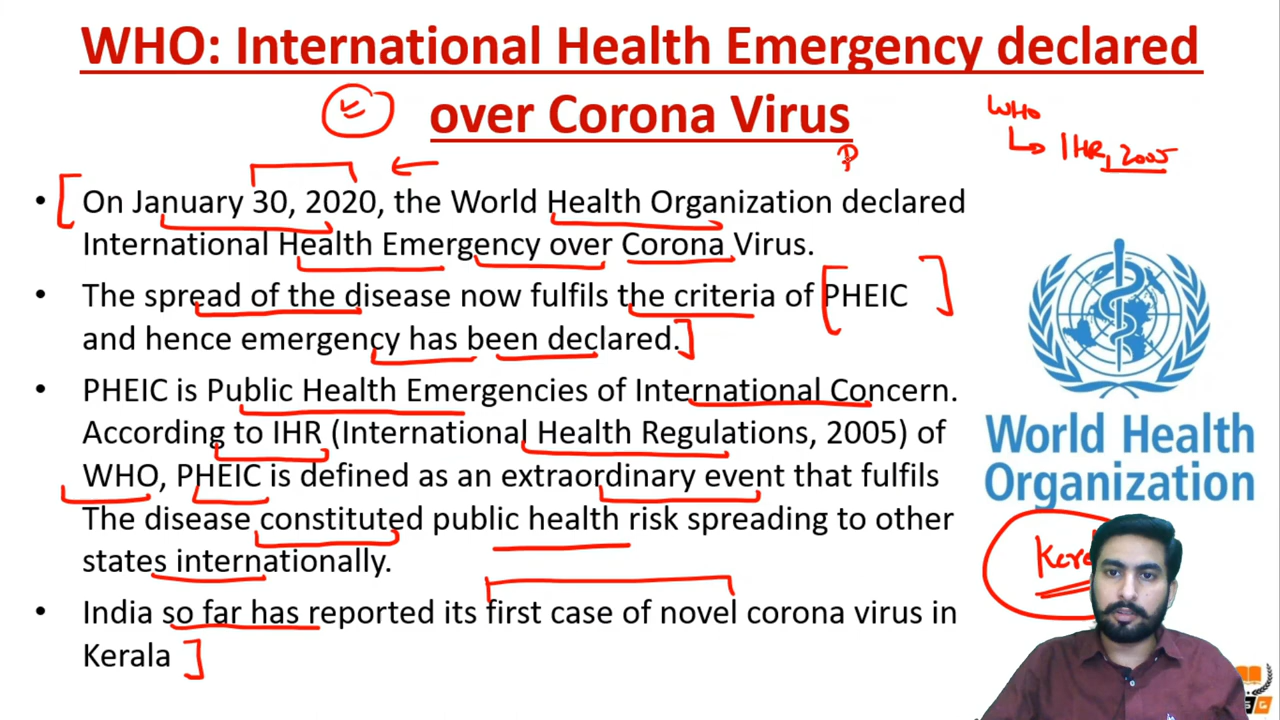 WHO: International Health Emergency declared
over Corona Virus
WHO
IHR, 2005
P
• On January 30, 2020, the World Health Organization declared
International Health Emergency over Corona Virus.
• The spread of the disease now fulfils the criteria of PHEIC
and hence emergency has been declared.
• PHEIC is Public Health Emergencies of International Concern.
According to IHR (International Health Regulations, 2005) of
WHO, PHEIC is defined as an extraordinary event that fulfils
The disease constituted public health risk spreading to other
states internationally.
• India so far has reported its first case of novel corona virus in
Kerala
World Health
Organization